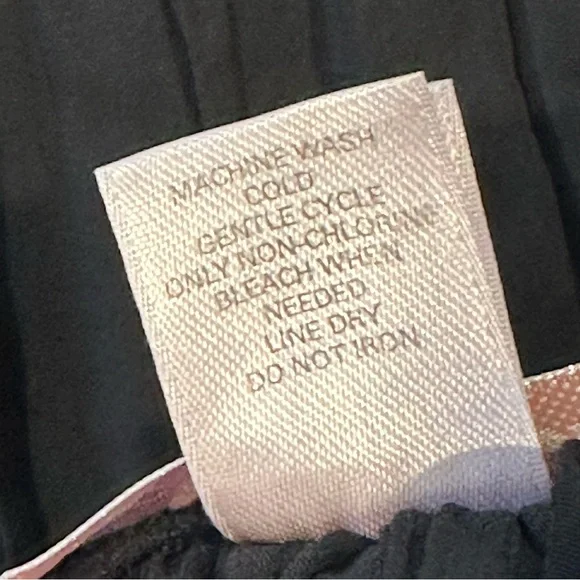 MACHINE WASH
COLD
GENTLE CYCLE
ONLY NON-CHLORINE
BLEACH WHEN
NEEDED
LINE DRY
DO NOT IRON